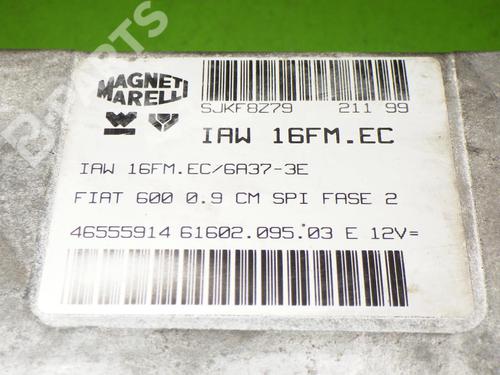 MAGNETI
MARELLI
SJKF8Z79 211 99
IAW 16FM.EC
IAW 16FM.EC/6A37-3E
FIAT 600 0.9 CM SPI FASE 2
46555914 61602.095.03 E 12V=
B-PARTS